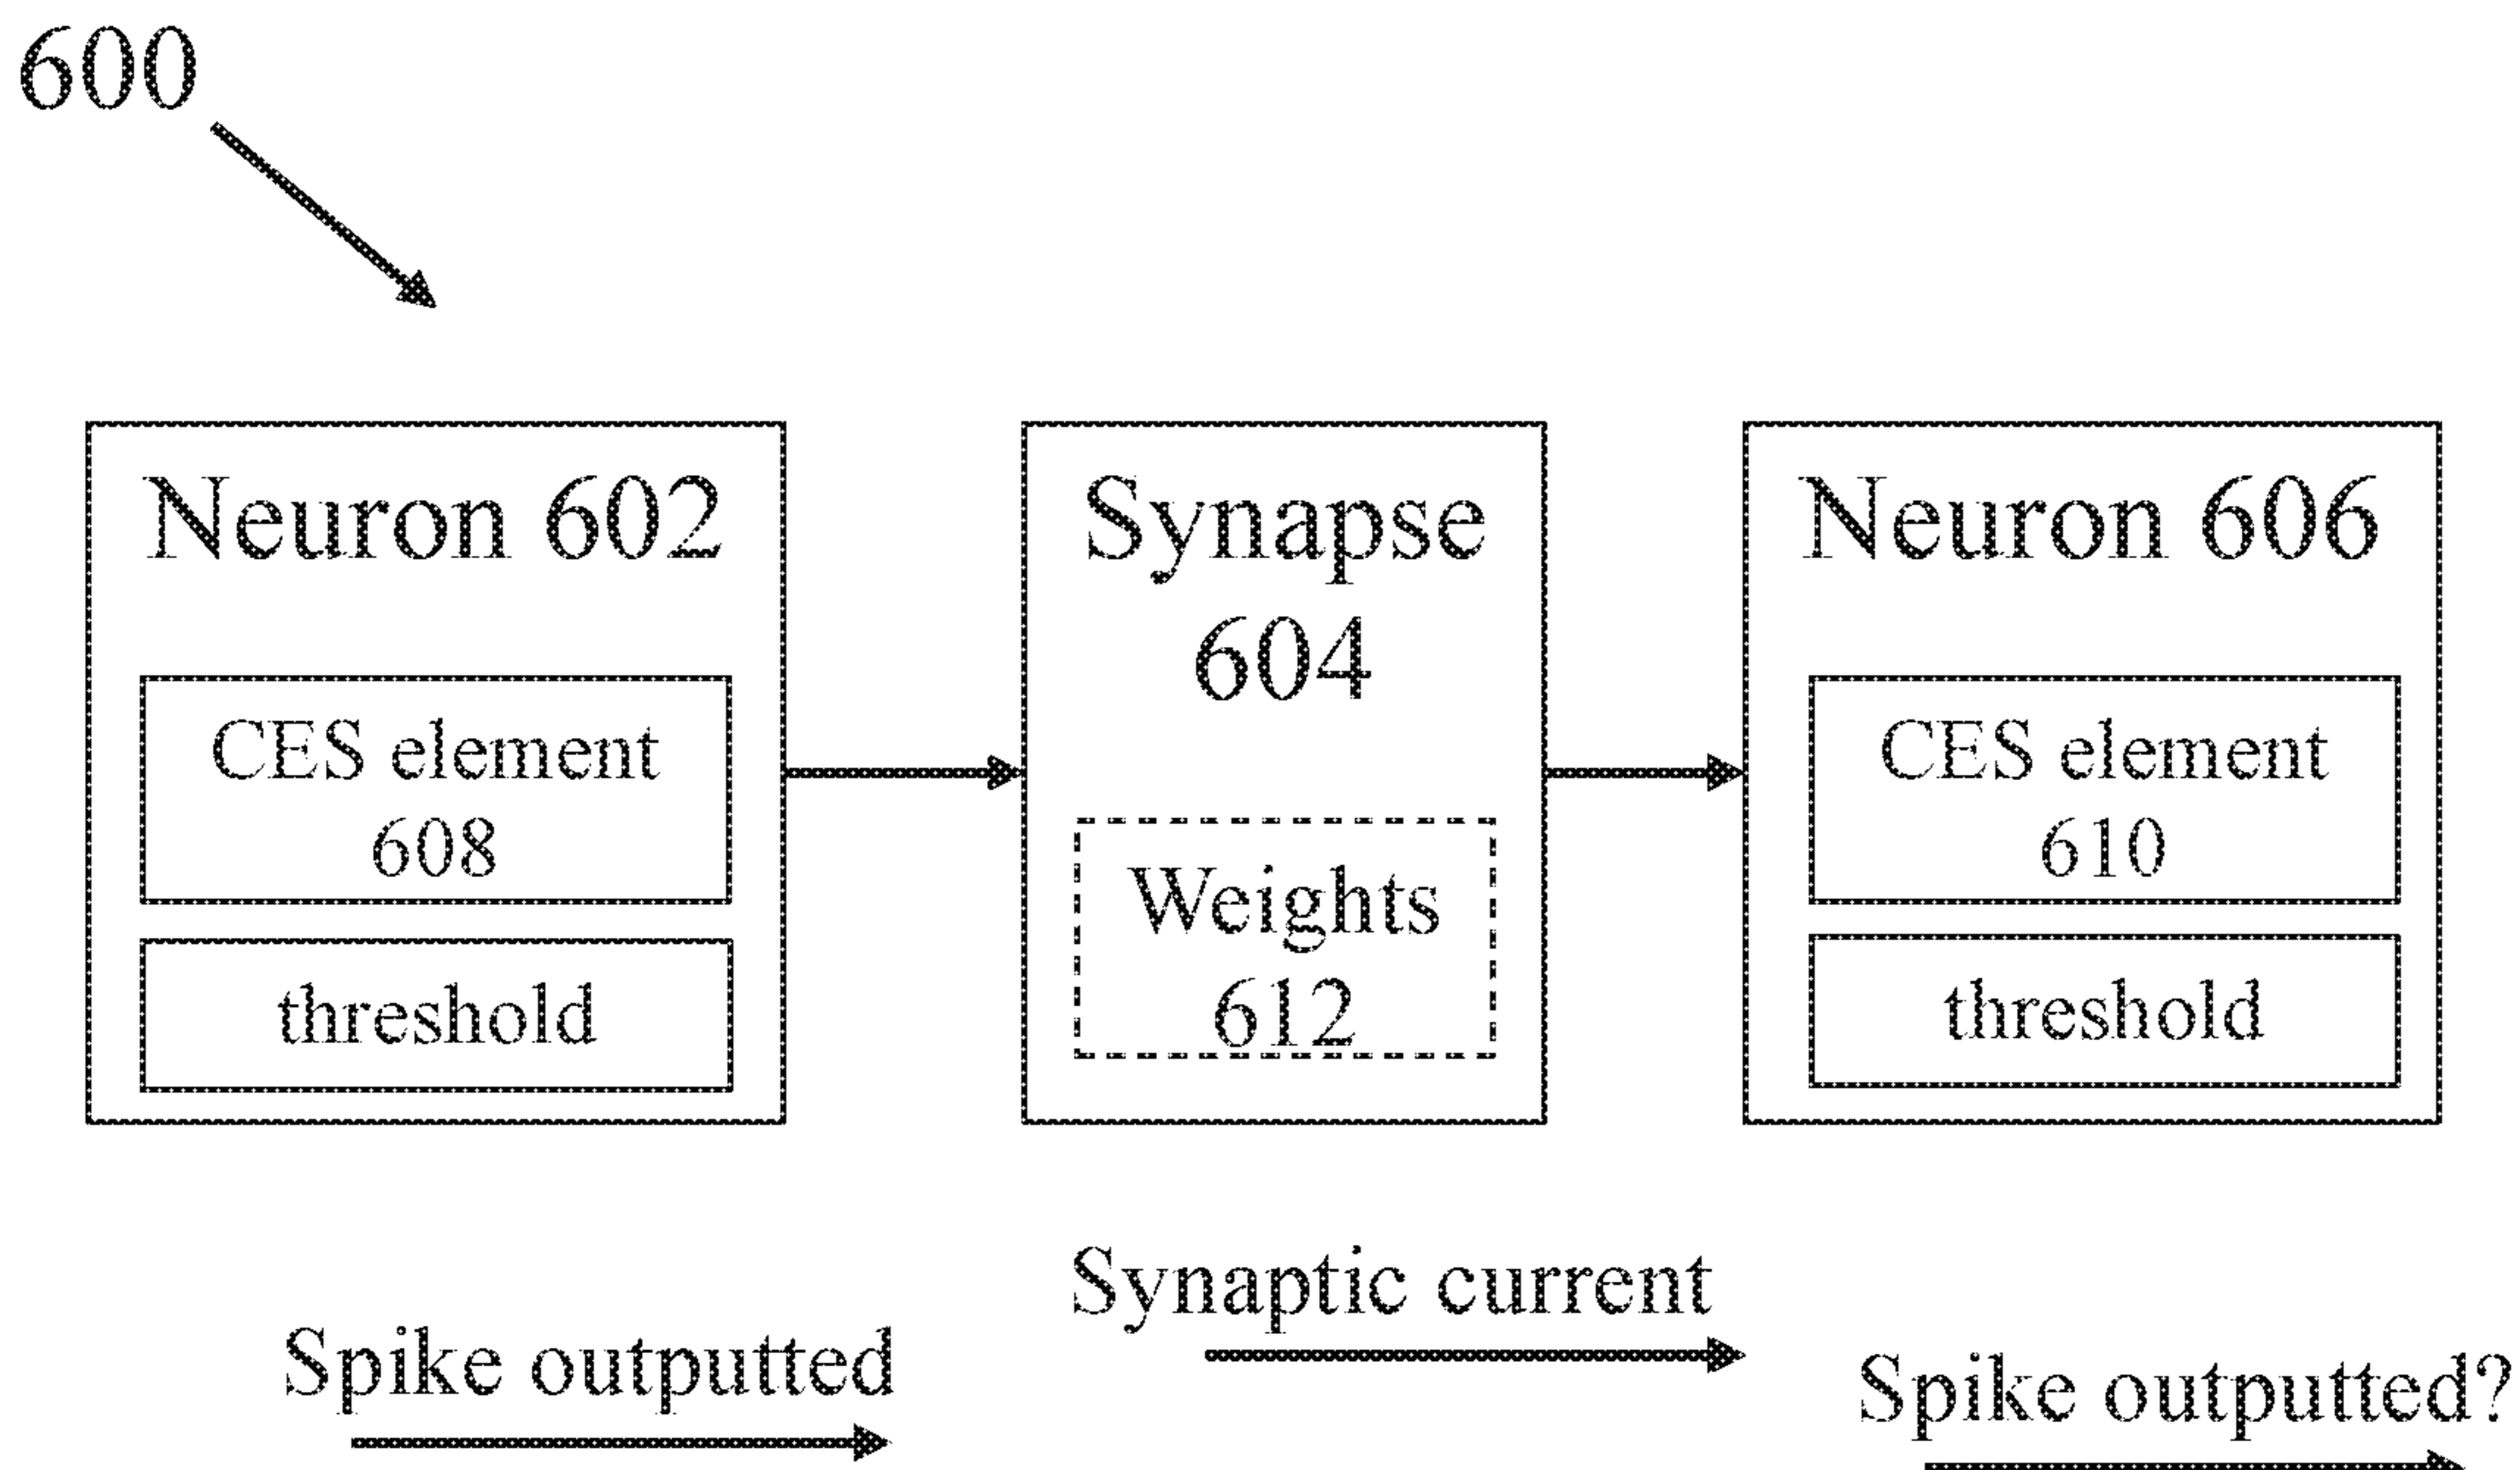 600
Neuron 602
CES element
608
threshold
Synapse
604
Weights
612
Neuron 606
CES element
610
threshold
Spike outputted
Synaptic current
Spike outputted?